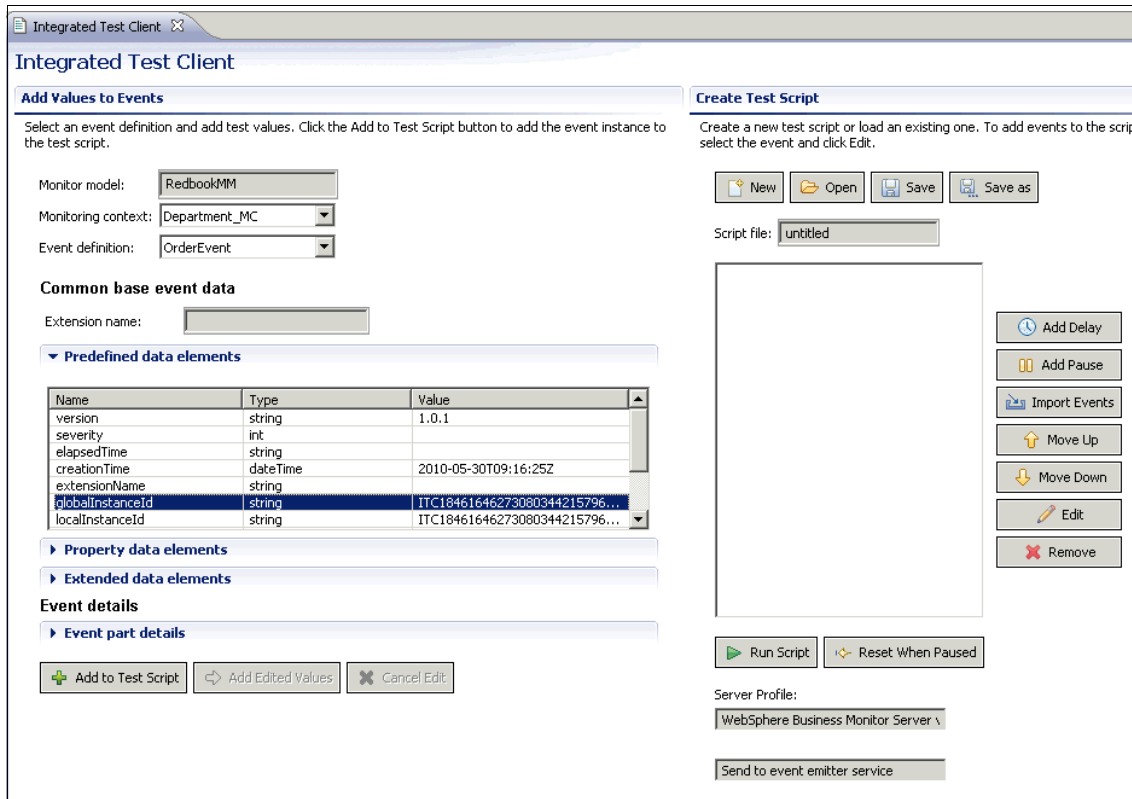 Integrated Test Client
Integrated Test Client
Add Values to Events
Select an event definition and add test values. Click the Add to Test Script button to add the event instance to
the test script.
Monitor model: RedbookMM
Monitoring context: Department_MC
Event definition: OrderEvent
Common base event data
Extension name:
Predefined data elements
Name Type Value
version string 1.0.1
severity int
elapsedTime string
creationTime dateTime 2010-05-30T09:16:25Z
extensionName string
globalInstanceId string ITC18461646273080344215796...
localInstanceId string ITC18461646273080344215796...
Property data elements
Extended data elements
Event details
Event part details
Add to Test Script Add Edited Values Cancel Edit
Create Test Script
Create a new test script or load an existing one. To add events to the scrip
select the event and click Edit.
New Open Save Save as
Script file: untitled
Add Delay
Add Pause
Import Events
Move Up
Move Down
Edit
Remove
Run Script Reset When Paused
Server Profile:
WebSphere Business Monitor Server v
Send to event emitter service